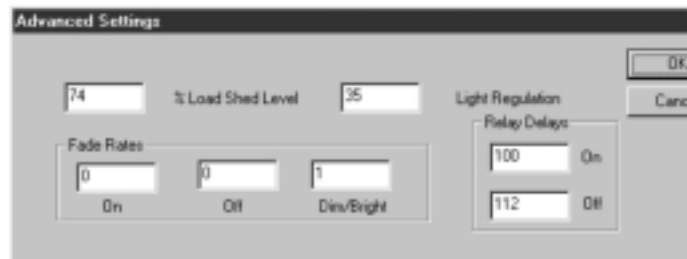 Advanced Settings
OK
74 % Load Shed Level 35 Light Regulation
Cancel
Fade Rates
0 0 1
On Off Dim/Bright
Relay Delays
100 On
112 Off